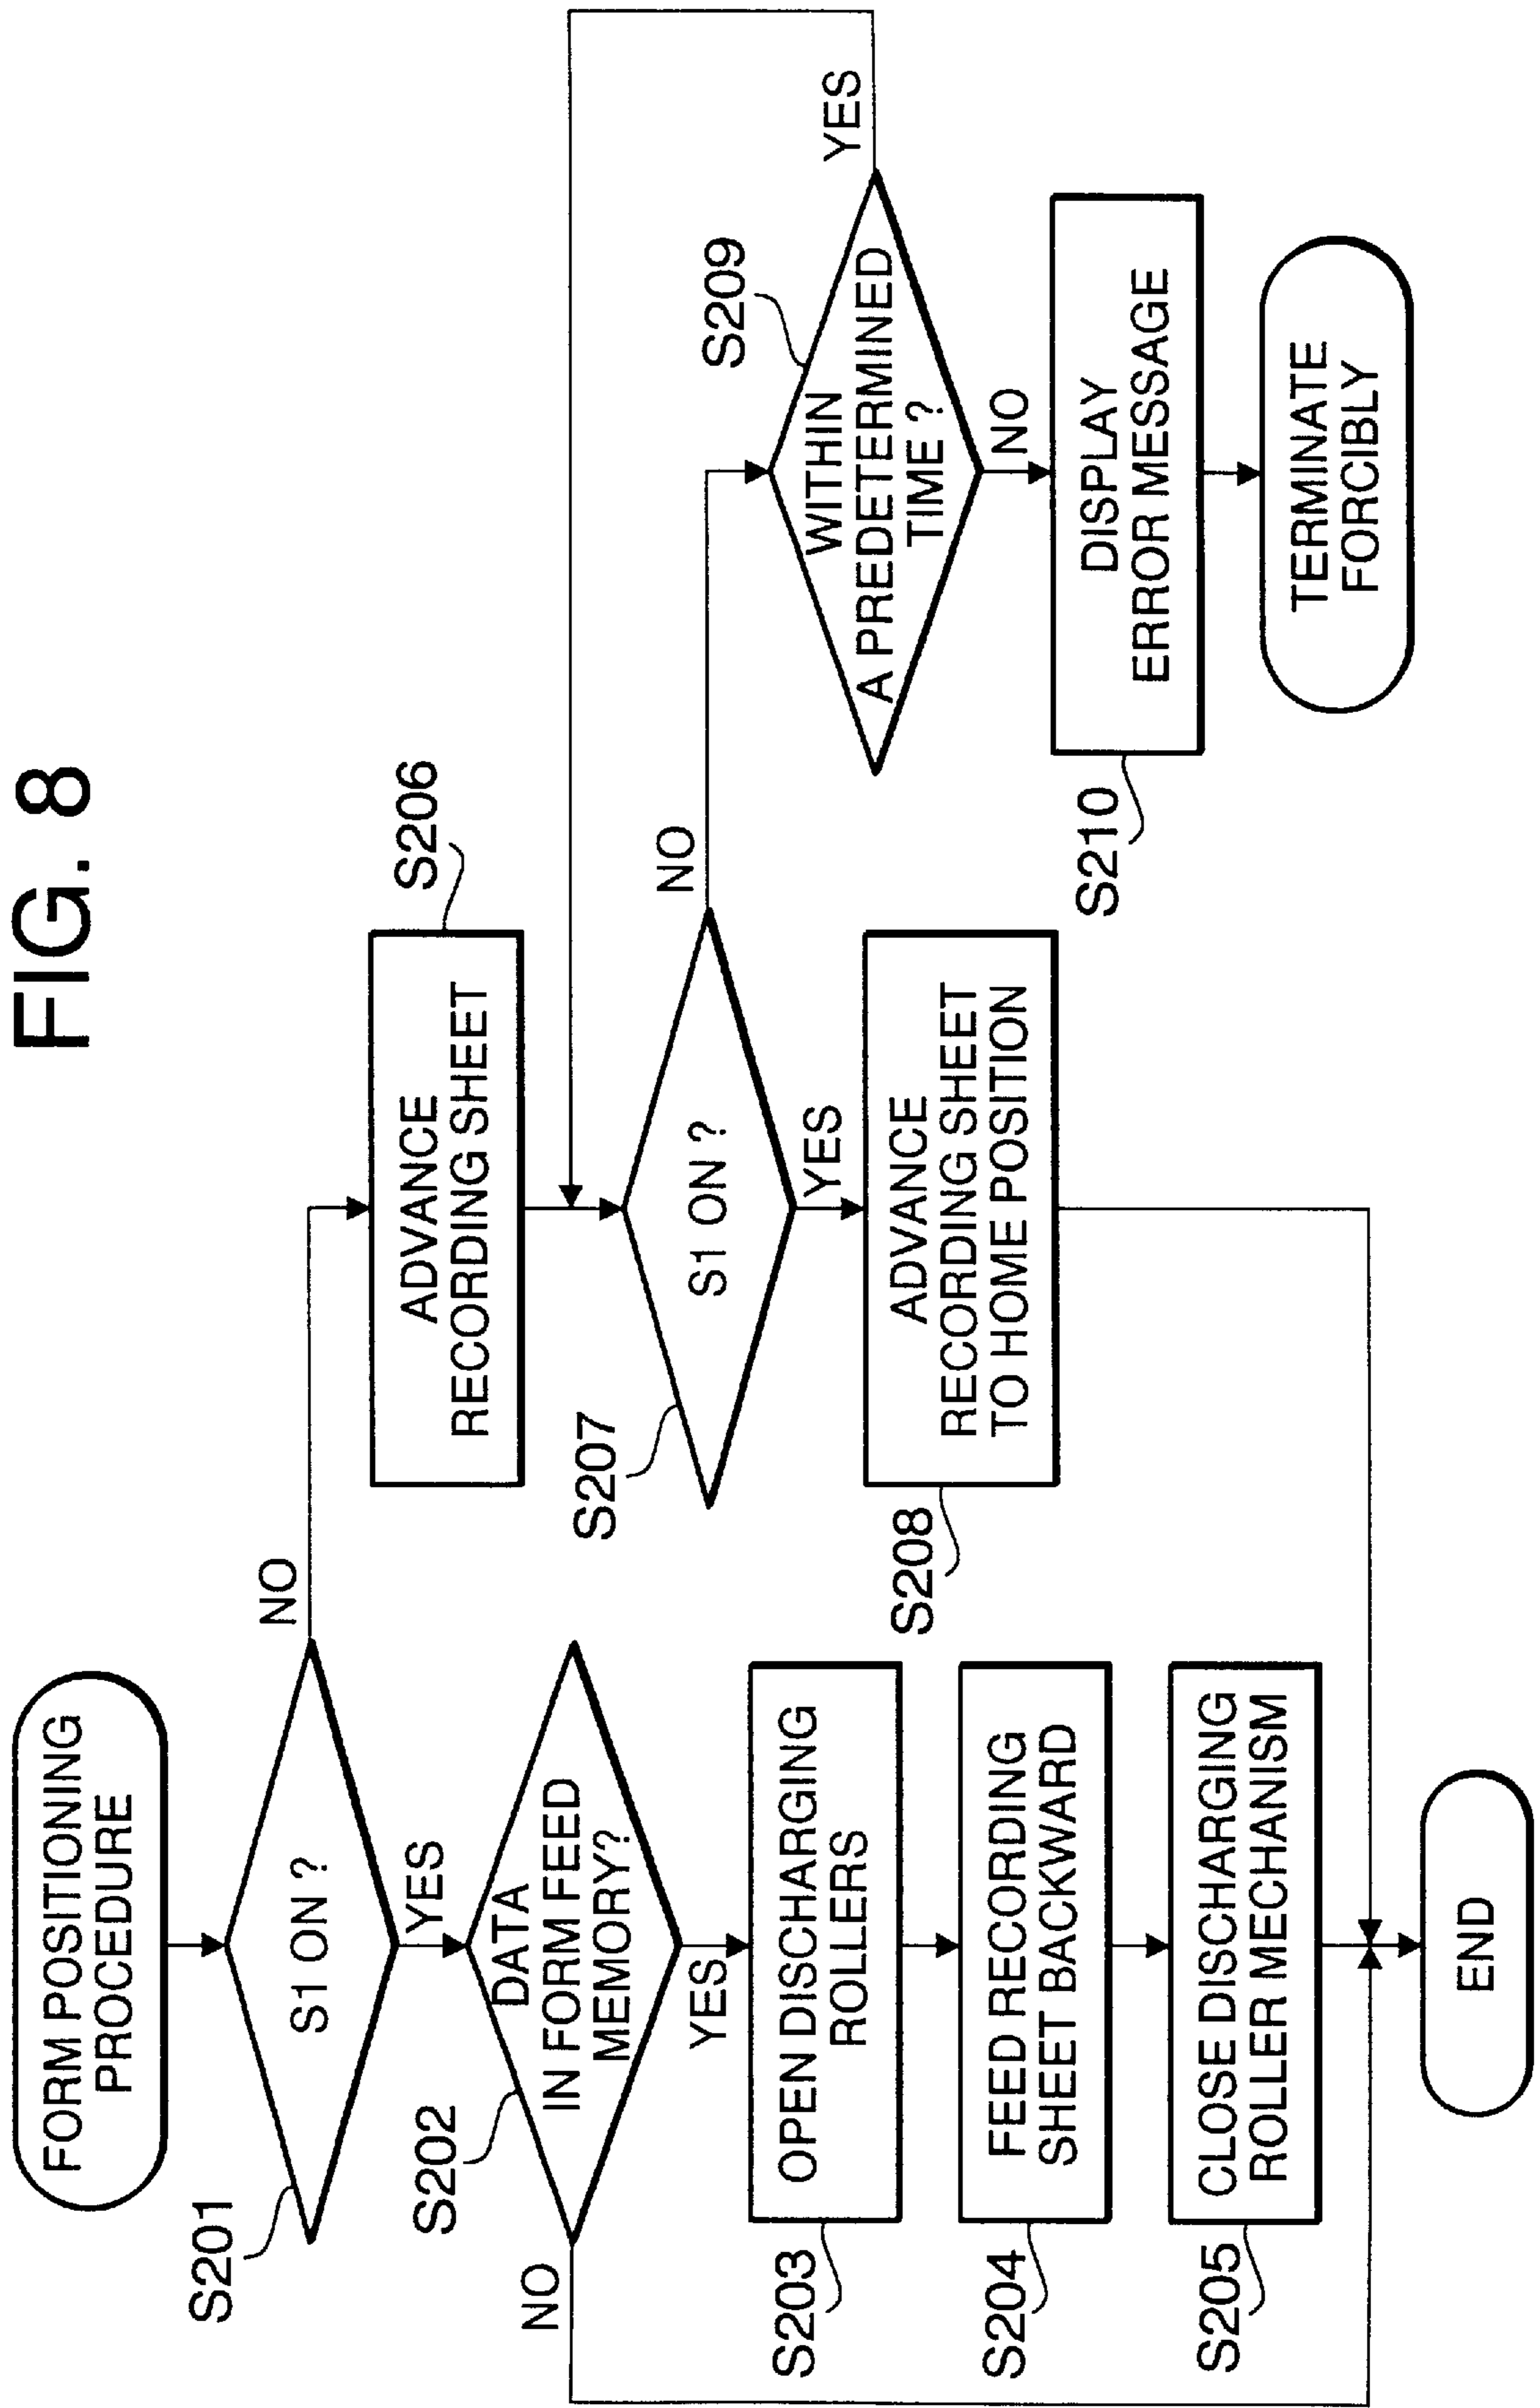 FIG. 8
FORM POSITIONING
PROCEDURE
S201
S1 ON ?
NO
YES
S202
DATA
IN FORM FEED
MEMORY?
NO
YES
S203
OPEN DISCHARGING
ROLLERS
S204
FEED RECORDING
SHEET BACKWARD
S205
CLOSE DISCHARGING
ROLLER MECHANISM
END
S206
ADVANCE
RECORDING SHEET
S207
S1 ON ?
NO
YES
S208
ADVANCE
RECORDING SHEET
TO HOME POSITION
S209
WITHIN
A PREDETERMINED
TIME ?
YES
NO
S210
DISPLAY
ERROR MESSAGE
TERMINATE
FORCIBLY